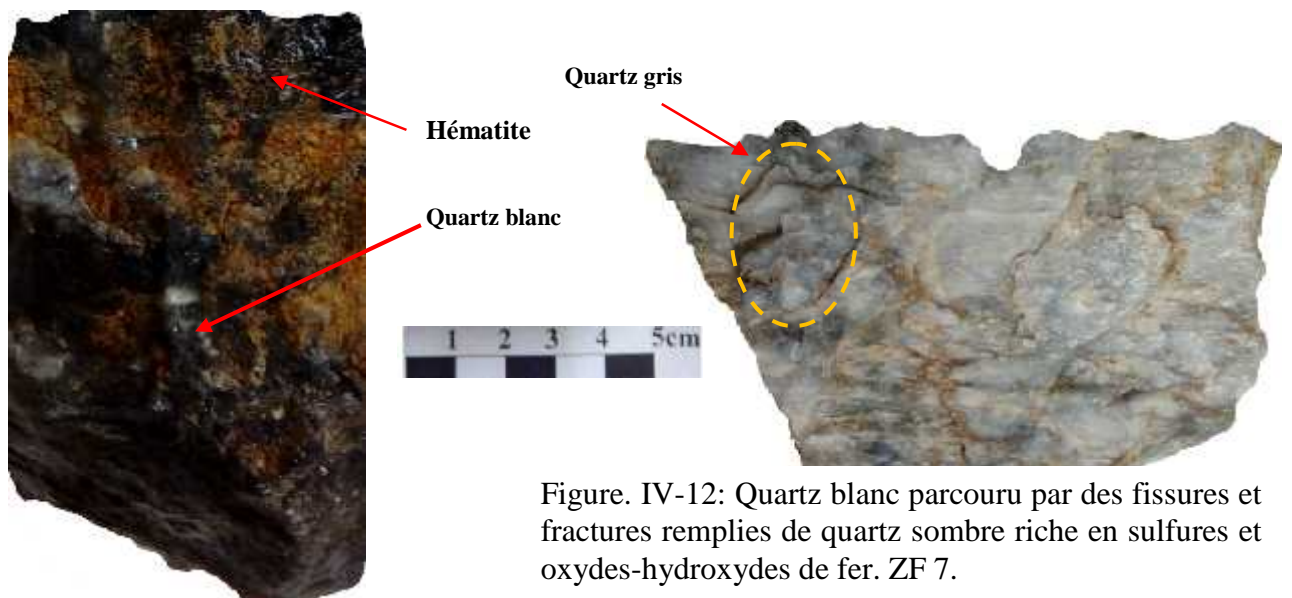 Quartz gris
Hématite
Quartz blanc
1 2 3 4 5cm
Figure. IV-12: Quartz blanc parcouru par des fissures et
fractures remplies de quartz sombre riche en sulfures et
oxydes-hydroxydes de fer. ZF 7.